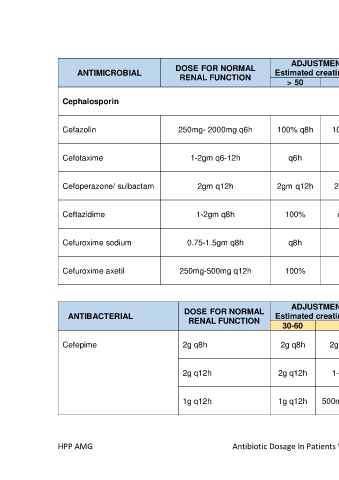 ANTIMICROBIAL
DOSE FOR NORMAL
RENAL FUNCTION
ADJUSTMEN
Estimated creatin
> 50
Cephalosporin
Cefazolin 250mg- 2000mg q6h 100% q8h 10
Cefotaxime 1-2gm q6-12h q6h
Cefoperazone/ sulbactam 2gm q12h 2gm q12h 2
Ceftazidime 1-2gm q8h 100%
Cefuroxime sodium 0.75-1.5gm q8h q8h
Cefuroxime axetil 250mg-500mg q12h 100%
ANTIBACTERIAL
DOSE FOR NORMAL
RENAL FUNCTION
ADJUSTMEN
Estimated creatin
30-60
Cefepime 2g q8h 2g q8h 2g
2g q12h 2g q12h 1-
1g q12h 1g q12h 500m
HPP AMG Antibiotic Dosage In Patients